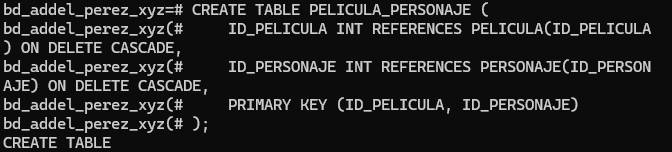 bd_addel_perez_xyz=# CREATE TABLE PELICULA_PERSONAJE (
bd_addel_perez_xyz(#     ID_PELICULA INT REFERENCES PELICULA(ID_PELICULA
) ON DELETE CASCADE,
bd_addel_perez_xyz(#     ID_PERSONAJE INT REFERENCES PERSONAJE(ID_PERSON
AJE) ON DELETE CASCADE,
bd_addel_perez_xyz(#     PRIMARY KEY (ID_PELICULA, ID_PERSONAJE)
bd_addel_perez_xyz(# );
CREATE TABLE